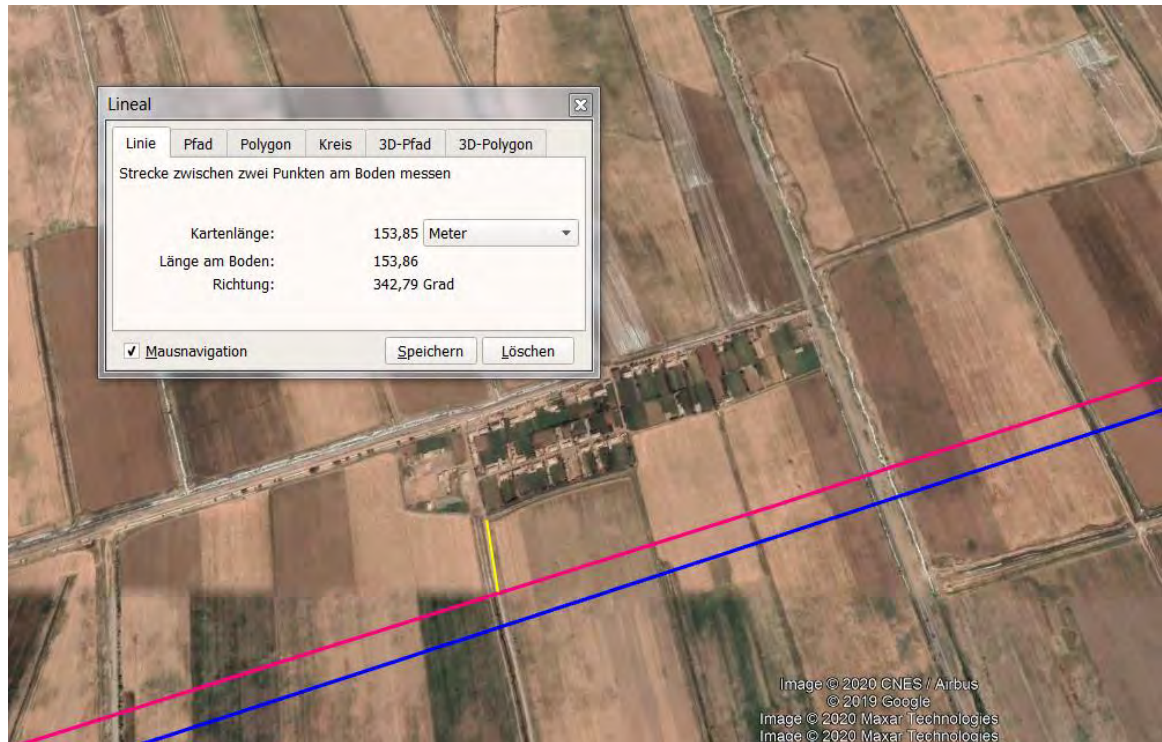 Lineal
Linie Pfad Polygon Kreis 3D-Pfad 3D-Polygon
Strecke zwischen zwei Punkten am Boden messen
Kartenlänge: 153,85 Meter
Länge am Boden: 153,86
Richtung: 342,79 Grad
Mausnavigation Speichern Löschen
Image © 2020 CNES / Airbus
© 2019 Google
Image © 2020 Maxar Technologies
Image © 2020 Maxar Technologies